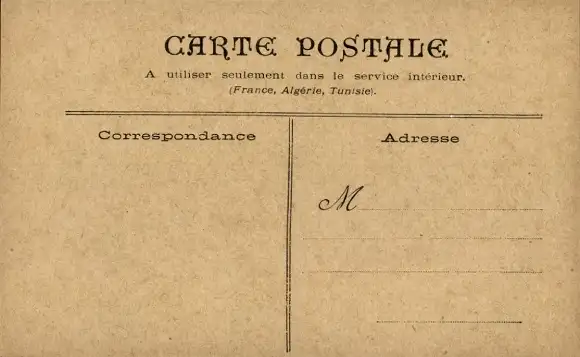 CARTE POSTALE
A utiliser seulement dans le service intérieur.
(France, Algérie, Tunisie).
Correspondance
Adresse
M